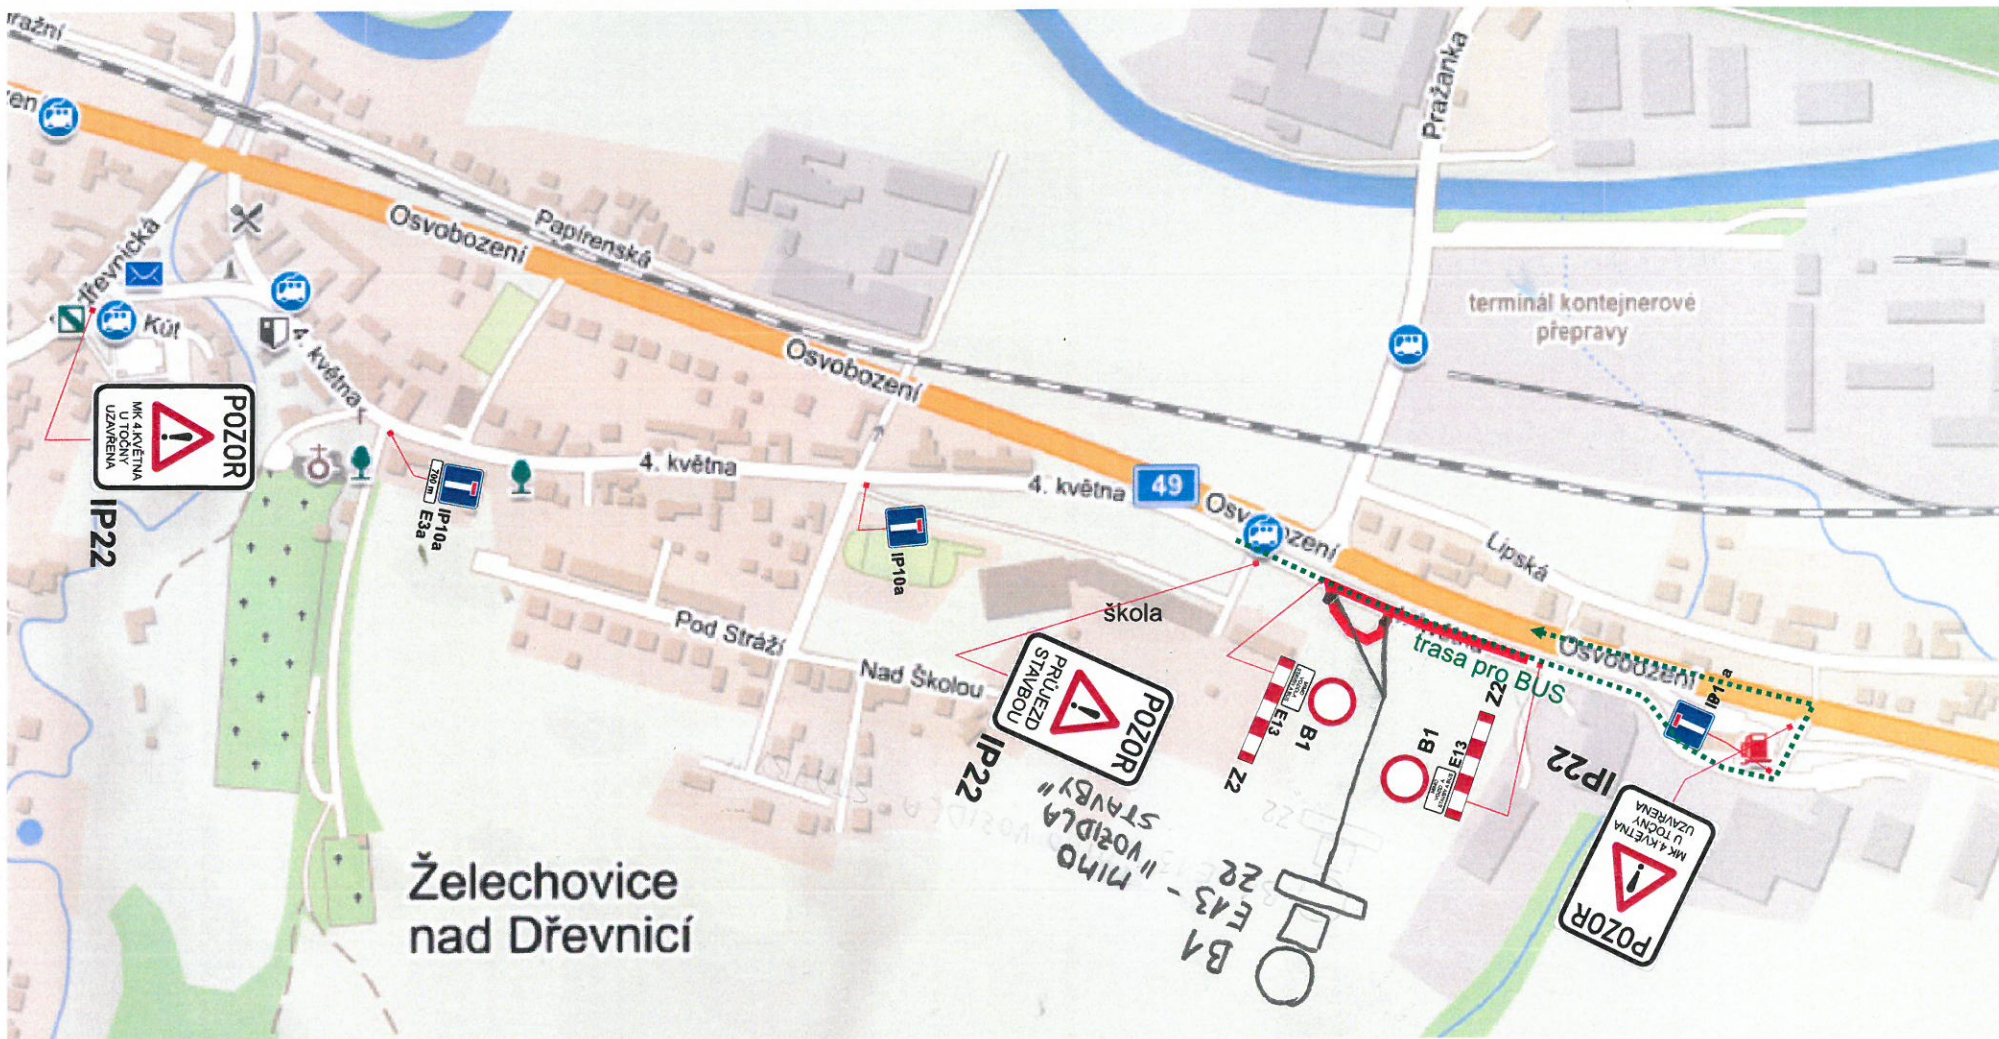 Pražanka
Osvobození
Papírenská
Kút
4. května
terminál kontejnerové
přepravy
Osvobození
4. května
4. května
49
Lipská
POZOR
MK 4.KVĚTNA
U TOČNY
UZAVŘENA
IP22
700 m
IP10a
E3a
IP10a
škola
Pod Stráží
Nad Školou
trasa pro BUS
Osvobození
POZOR
PRŮJEZD
STAVBOU
IP22
B1
E13
Z2
B1
E13
Z2
IP22
POZOR
MK 4.KVĚTNA
U TOČNY
UZAVŘENA
B1
E13 - MIMO
"VOZIDLA
STAVBY"
Z2
Želechovice
nad Dřevnicí